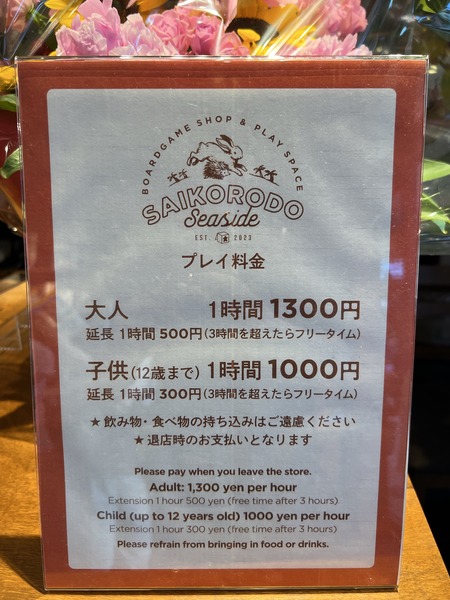 BOARDGAME SHOP & PLAY SPACE
SAIKORODO
Seaside
EST. 2023
プレイ料金
大人 1時間 1300円
延長 1時間 500円(3時間を超えたらフリータイム)
子供(12歳まで) 1時間 1000円
延長 1時間 300円(3時間を超えたらフリータイム)
★飲み物・食べ物の持ち込みはご遠慮ください
★退店時のお支払いとなります
Please pay when you leave the store.
Adult: 1,300 yen per hour
Extension 1 hour 500 yen (free time after 3 hours)
Child (up to 12 years old) 1000 yen per hour
Extension 1 hour 300 yen (free time after 3 hours)
Please refrain from bringing in food or drinks.